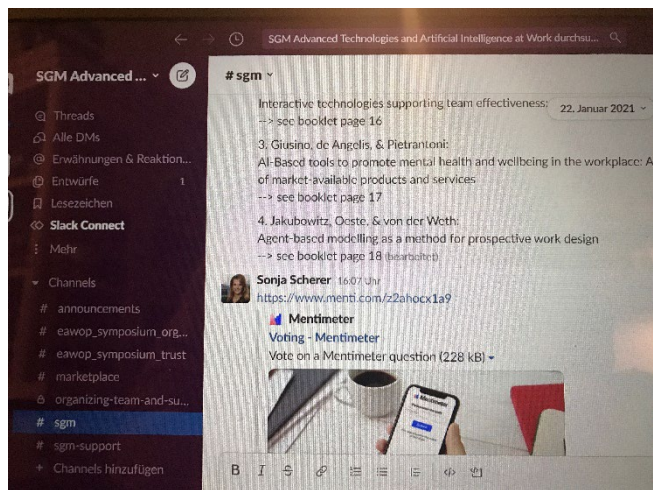 SGM Advanced Technologies and Artificial Intelligence at Work durchsu...
SGM Advanced ...
Threads
Alle DMs
@ Erwähnungen & Reaktion...
Entwürfe 1
Lesezeichen
Slack Connect
Mehr
Channels
# announcements
# eawop_symposium_org...
# eawop_symposium_trust
# marketplace
organizing-team-and-su...
# sgm
# sgm-support
+ Channels hinzufügen
# sgm
22. Januar 2021
Interactive technologies supporting team effectiveness:
--> see booklet page 16
3. Giusino, de Angelis, & Pietrantoni:
AI-Based tools to promote mental health and wellbeing in the workplace: A
of market-available products and services
--> see booklet page 17
4. Jakubowitz, Oeste, & von der Weth:
Agent-based modelling as a method for prospective work design
--> see booklet page 18 (bearbeitet)
Sonja Scherer 16:07 Uhr
https://www.menti.com/z2ahocx1a9
Mentimeter
Voting - Mentimeter
Vote on a Mentimeter question (228 kB)
Mentimeter
B I S